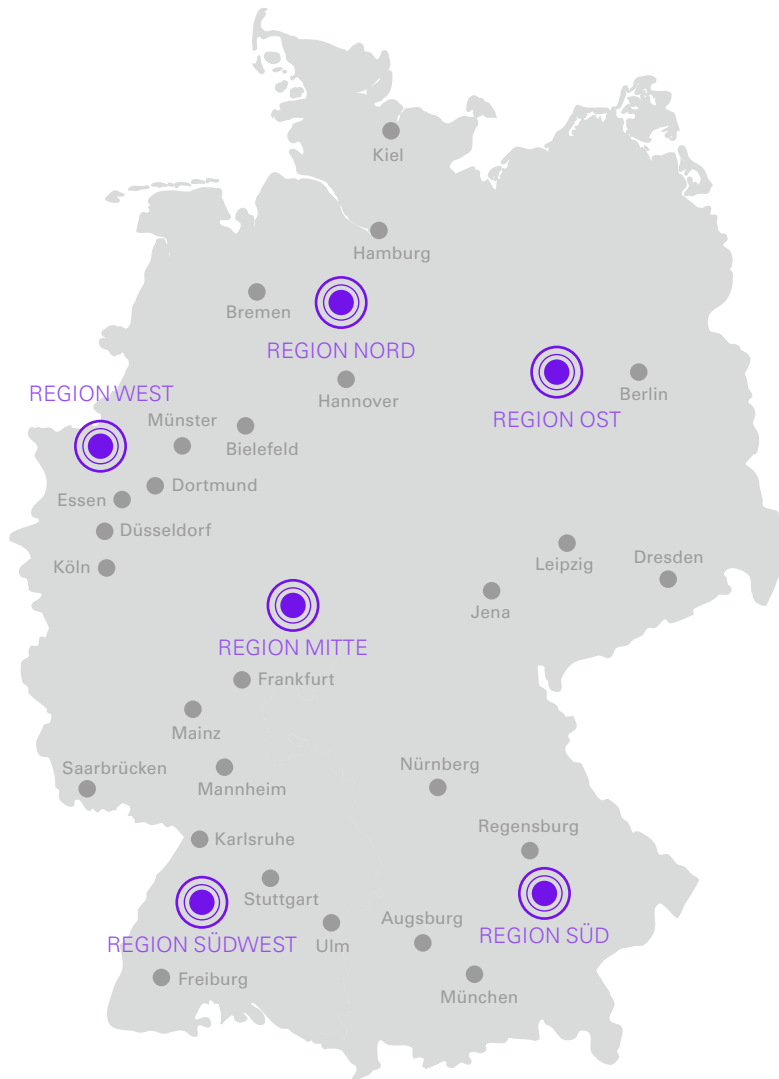 Kiel
Hamburg
Bremen
REGION NORD
Hannover
Berlin
REGION WEST
REGION OST
Münster
Bielefeld
Dortmund
Essen
Düsseldorf
Leipzig
Dresden
Köln
Jena
REGION MITTE
Frankfurt
Mainz
Nürnberg
Saarbrücken
Mannheim
Regensburg
Karlsruhe
Stuttgart
Augsburg
REGION SÜD
REGION SÜDWEST
Ulm
Freiburg
München